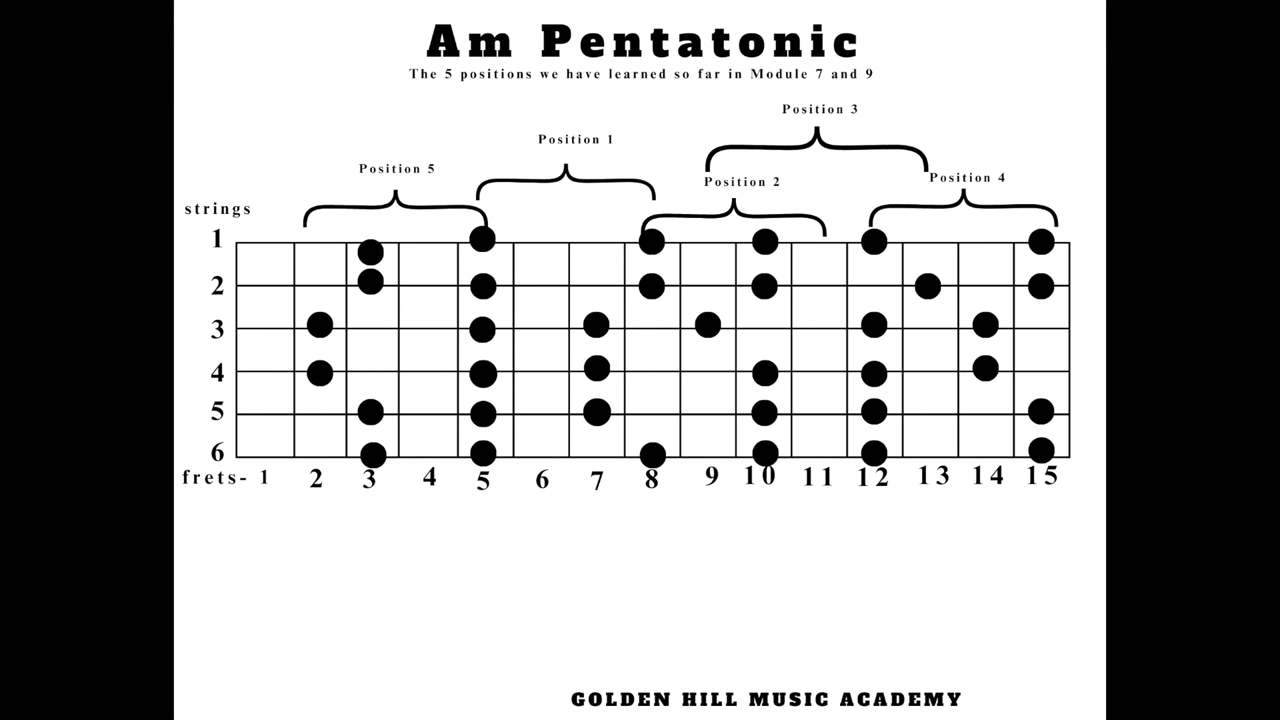 Am Pentatonic
The 5 positions we have learned so far in Module 7 and 9
Position 3
Position 1
Position 5
Position 2
Position 4
strings
1
2
3
4
5
6
frets- 1 2 3 4 5 6 7 8 9 10 11 12 13 14 15
GOLDEN HILL MUSIC ACADEMY